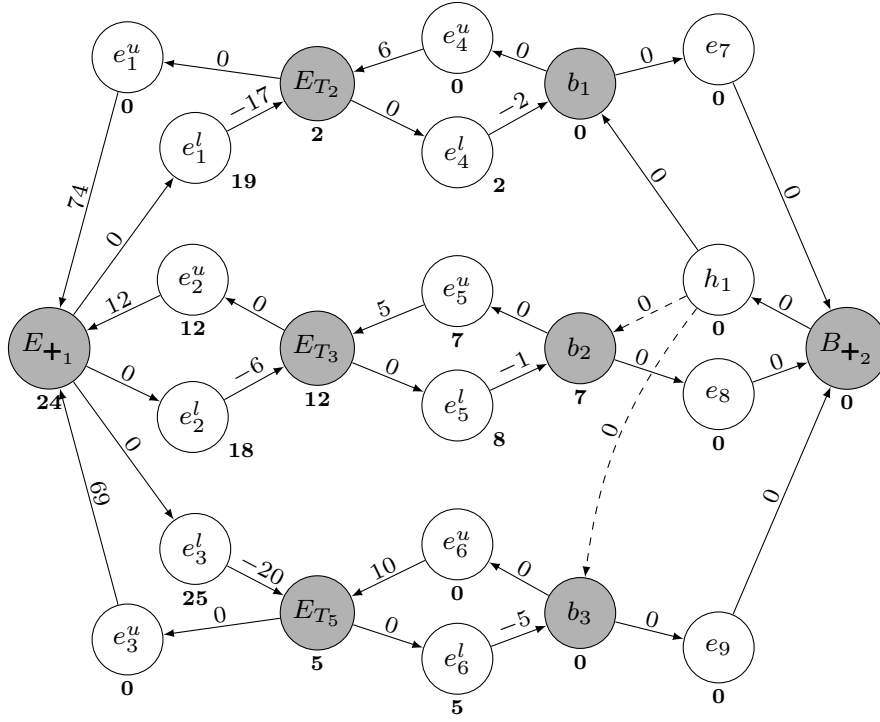 e_4^u
e_1^u 0 6 0 e_7
0 E_{T_2} 0 b_1 0
0 −17 0 −2 0
e_1^l 2 e_4^l 0
74 19 2 0
0 0
e_2^u e_5^u h_1
12 0 5 0 0 0
12 7 0
E_{+_1} E_{T_3} b_2 B_{+_2}
0 −6 0 −1 0 0
24 e_2^l 12 e_5^l 7 e_8 0
18 8 0
0 0
69 0
e_3^l e_6^u
−20 10 0
25 0 E_{T_5} 0 b_3 0
e_3^u 0 −5 e_9
5 e_6^l 0
0 5 0